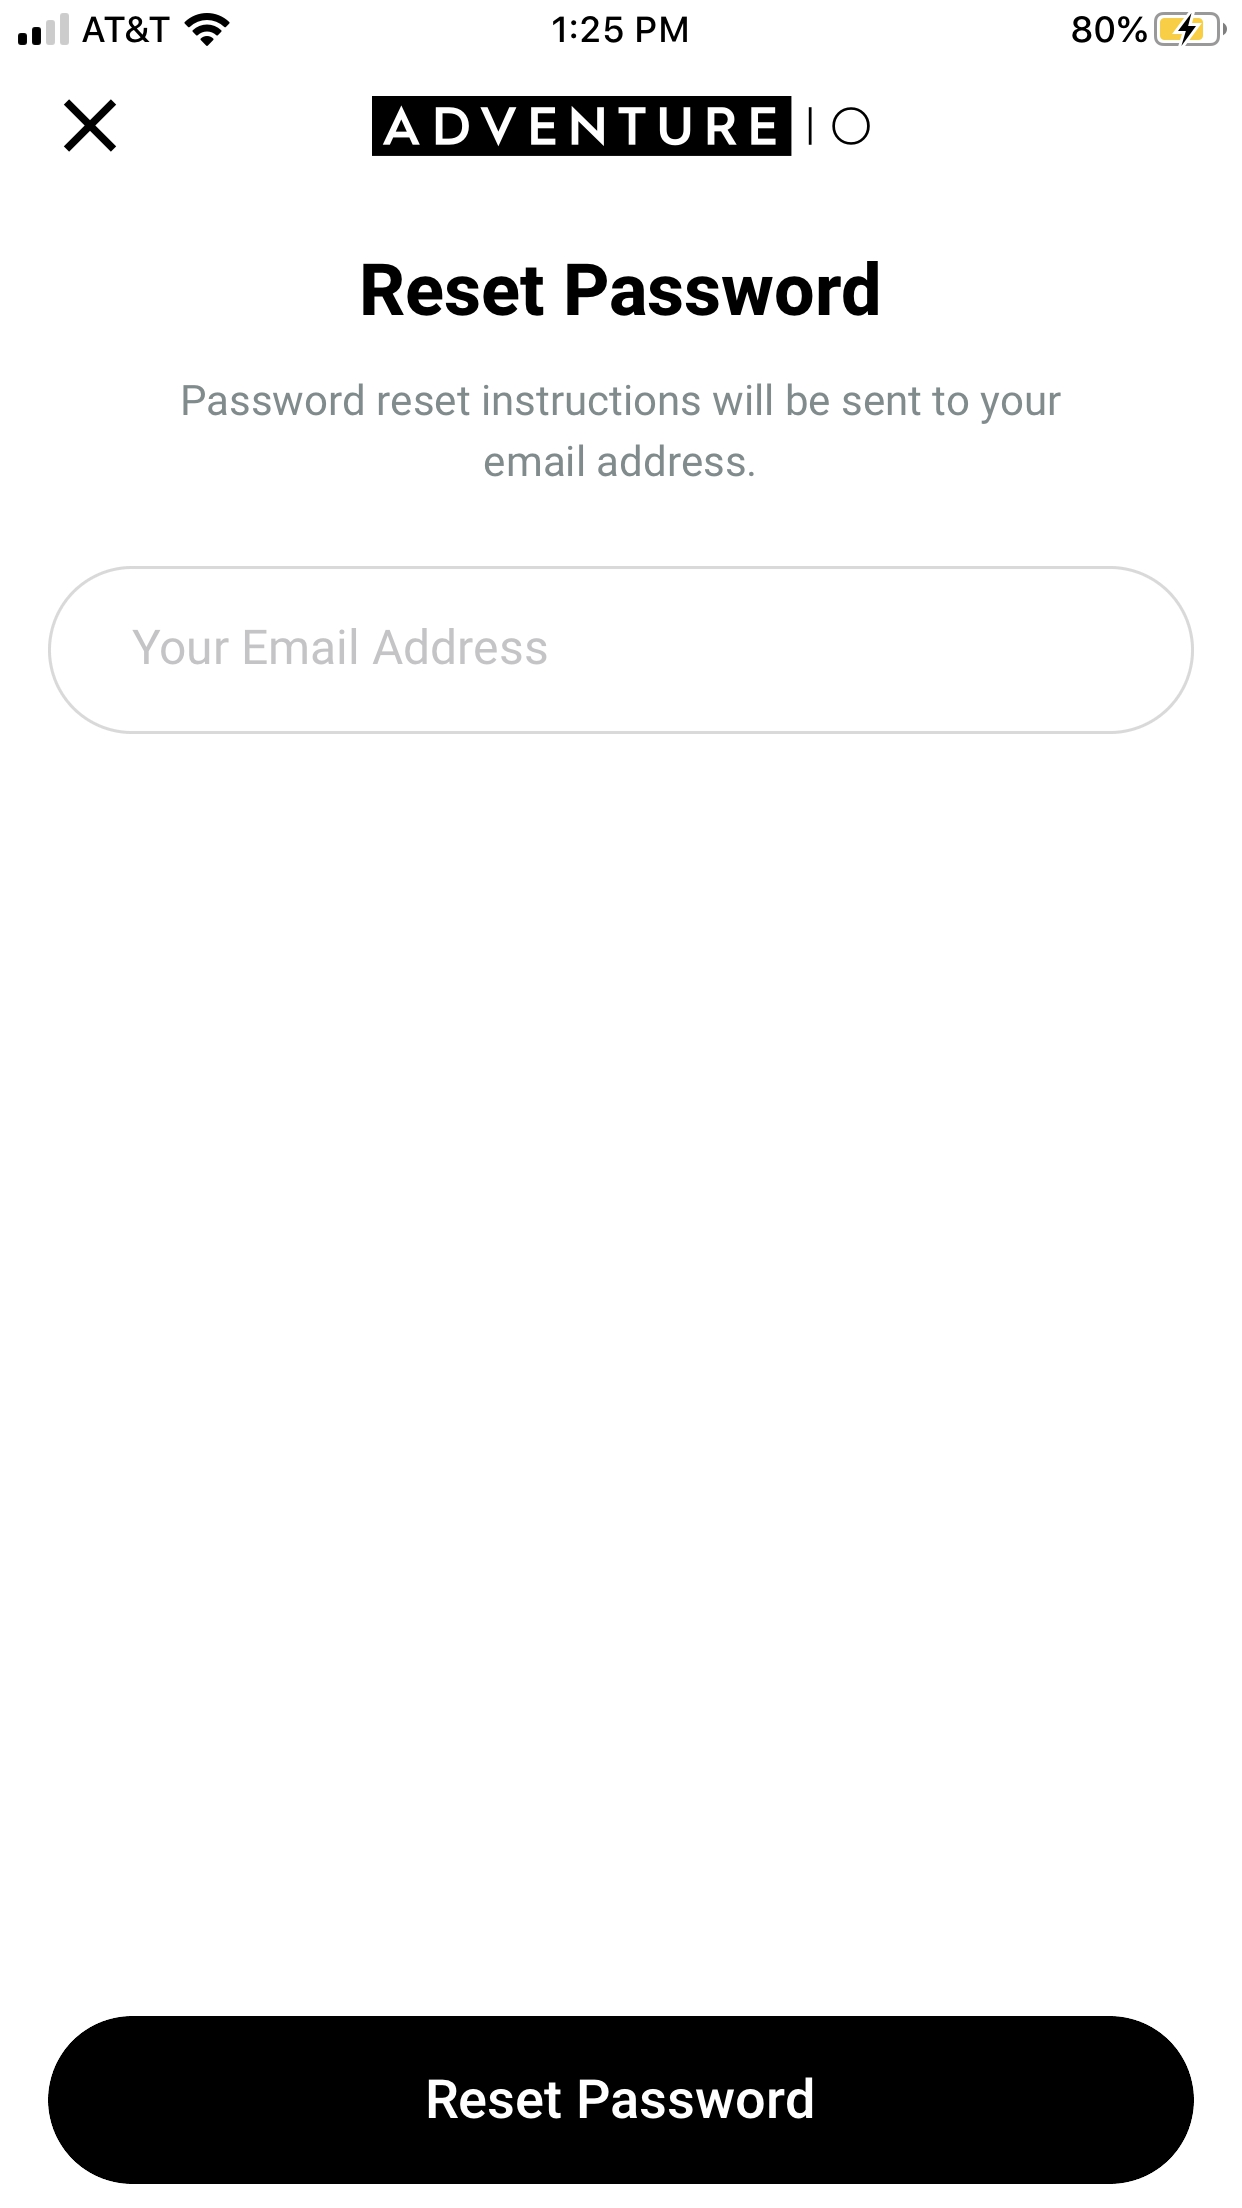 AT&T 1:25 PM 80%
ADVENTURE IO
Reset Password
Password reset instructions will be sent to your
email address.
Your Email Address
Reset Password